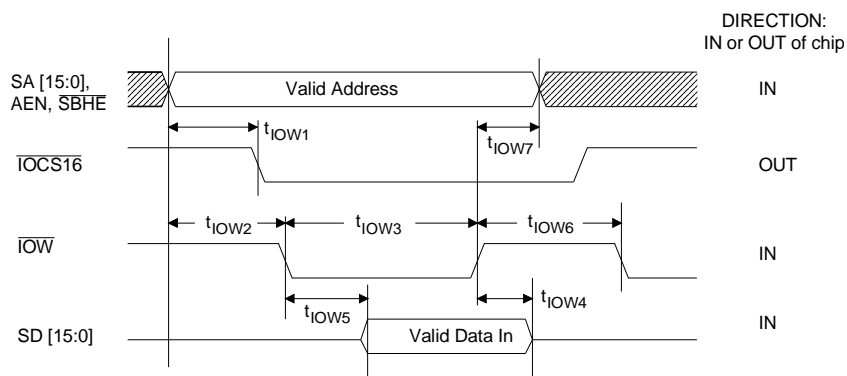 DIRECTION:
IN or OUT of chip
SA [15:0],
AEN, SBHE
Valid Address
IN
tIOW1
tIOW7
IOCS16
OUT
tIOW2
tIOW3
tIOW6
IOW
IN
tIOW5
tIOW4
SD [15:0]
Valid Data In
IN